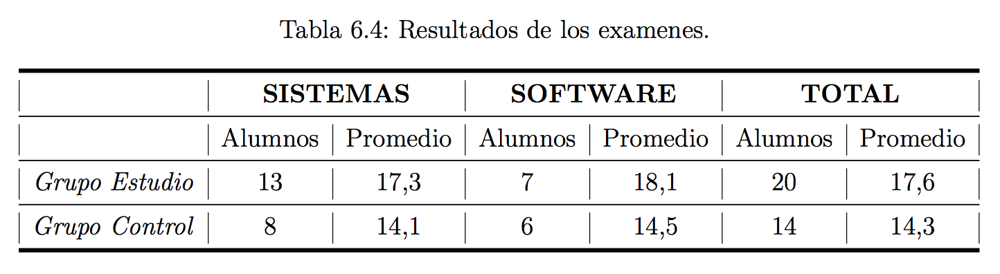 Tabla 6.4: Resultados de los examenes.
SISTEMAS SOFTWARE TOTAL
Alumnos Promedio Alumnos Promedio Alumnos Promedio
Grupo Estudio 13 17,3 7 18,1 20 17,6
Grupo Control 8 14,1 6 14,5 14 14,3